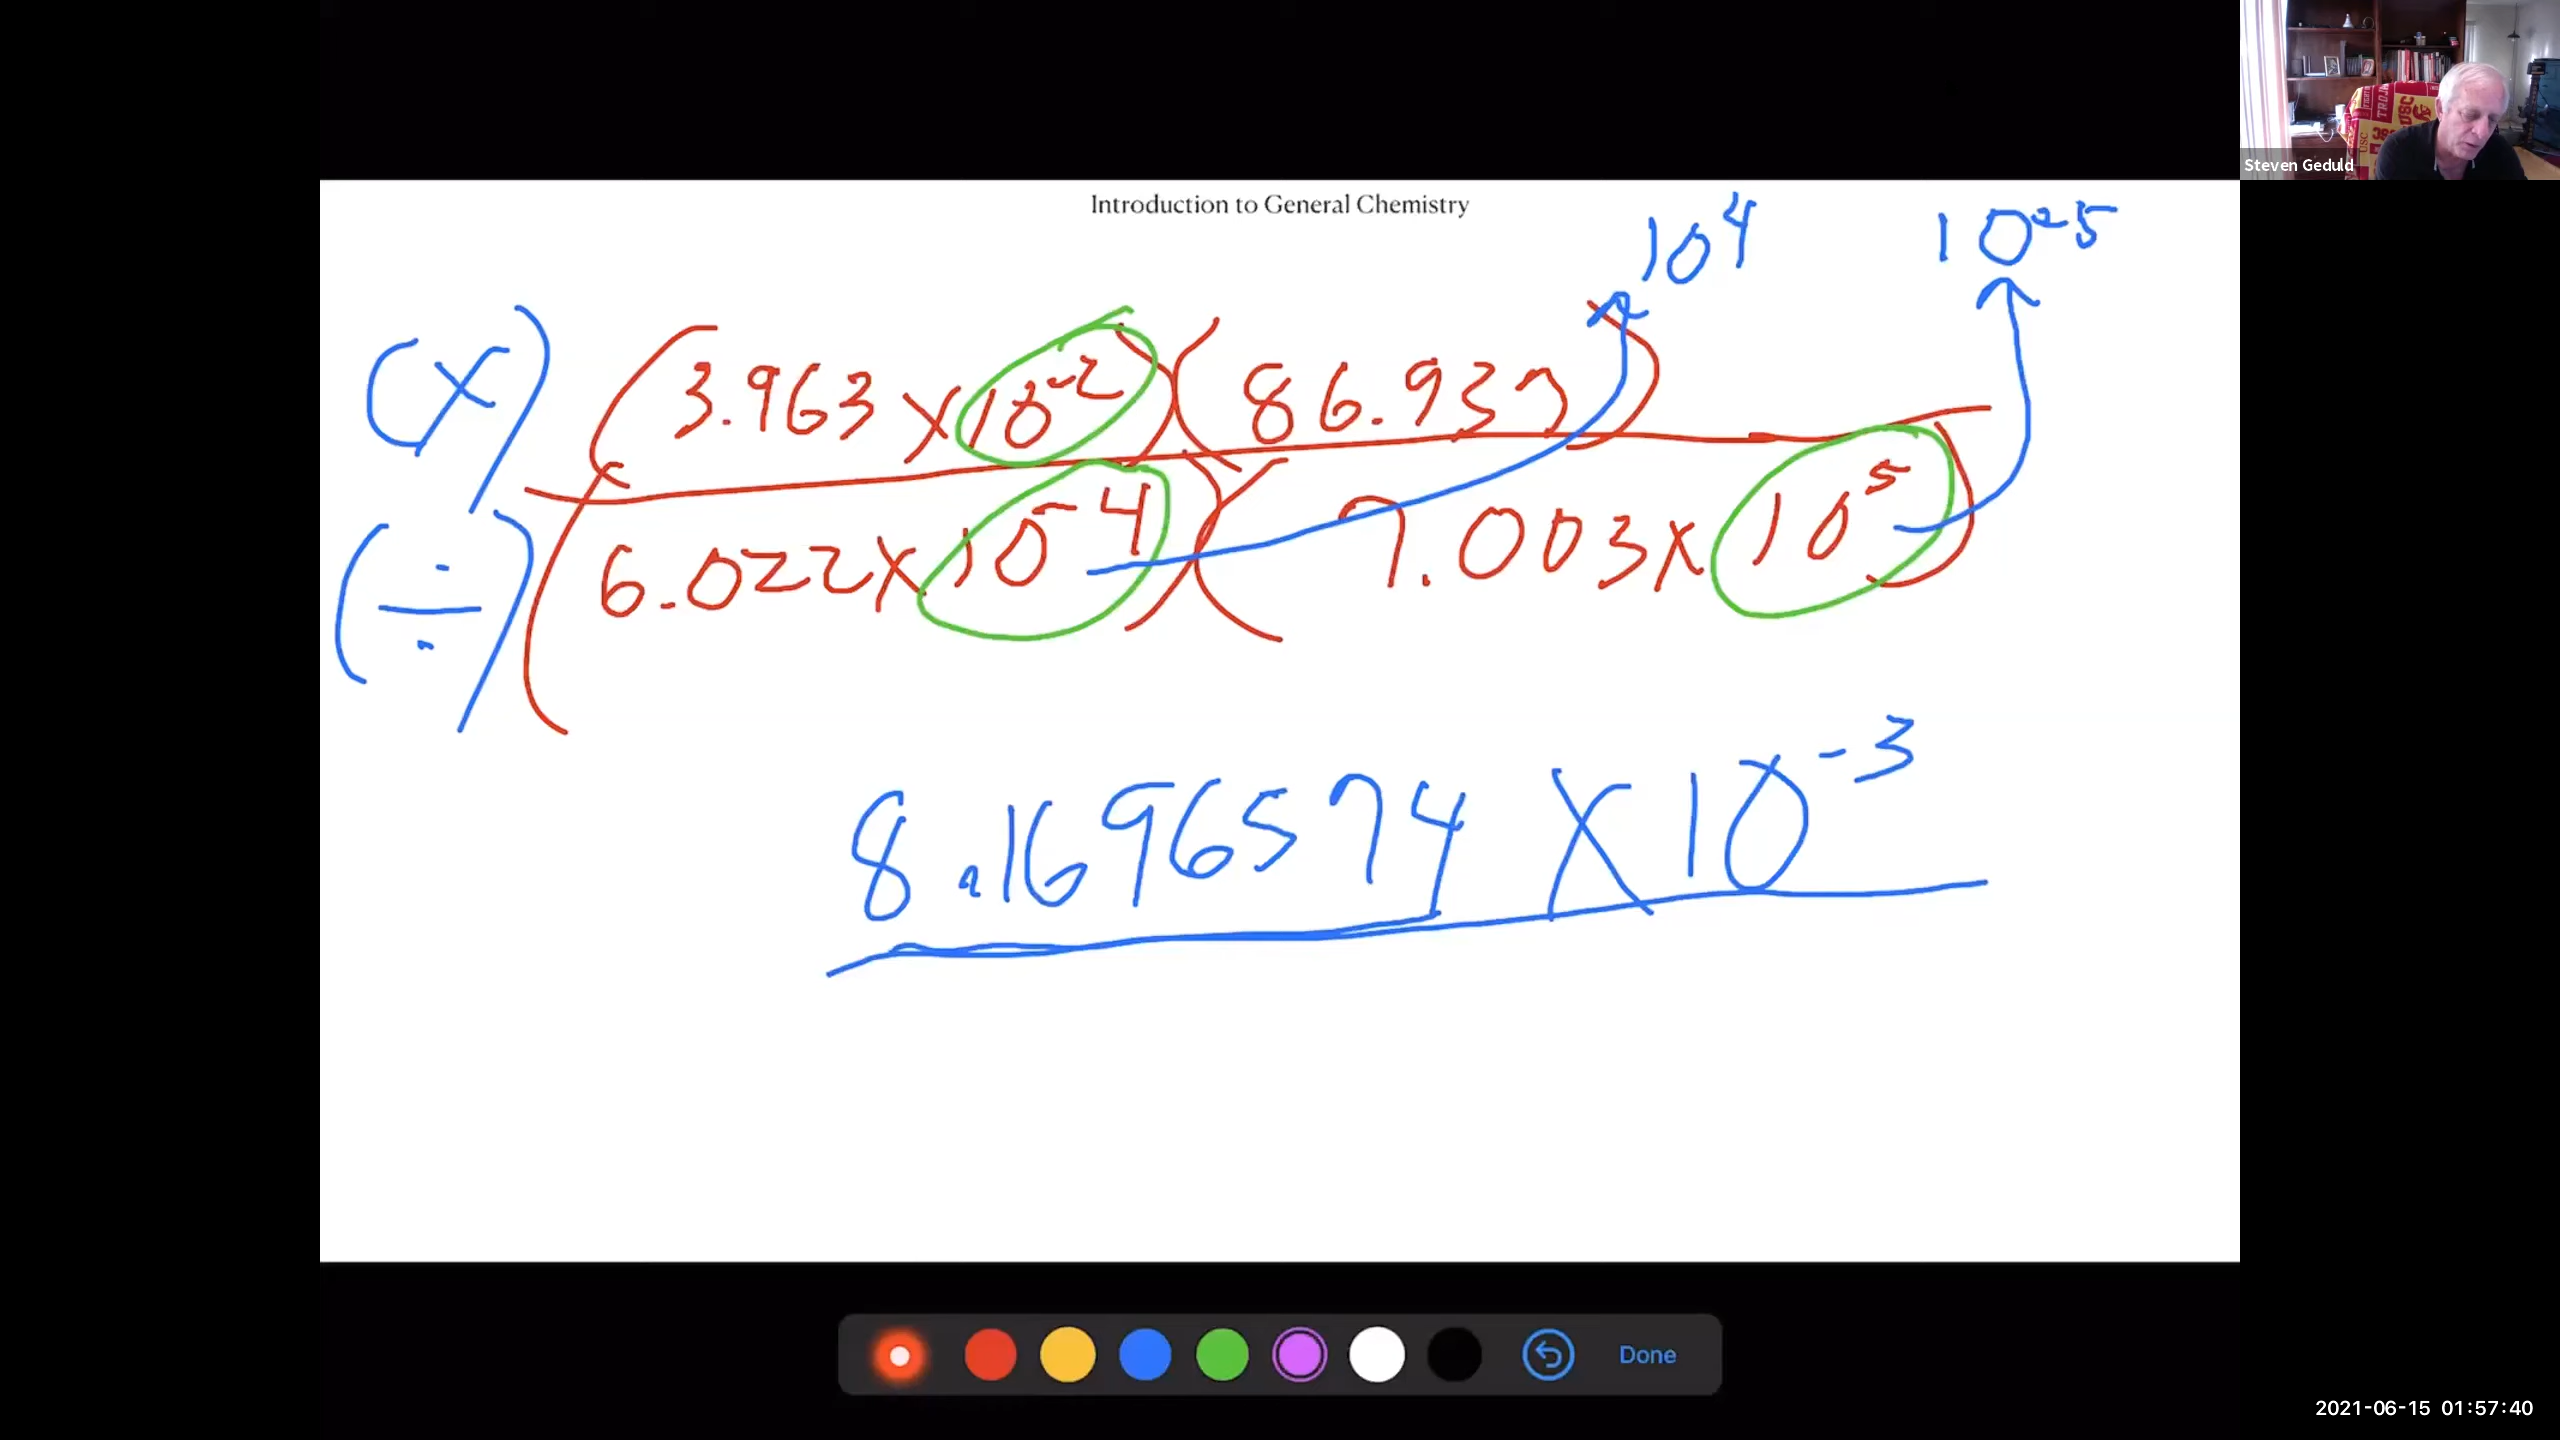 Steven Geduld
Introduction to General Chemistry
10^4 10^-5
(x) (3.963 x 10^-2)(86.937)
(÷) (6.022 x 10^-4)(7.003 x 10^5)
8.1696574 x 10^-3
Done
2021-06-15 01:57:40